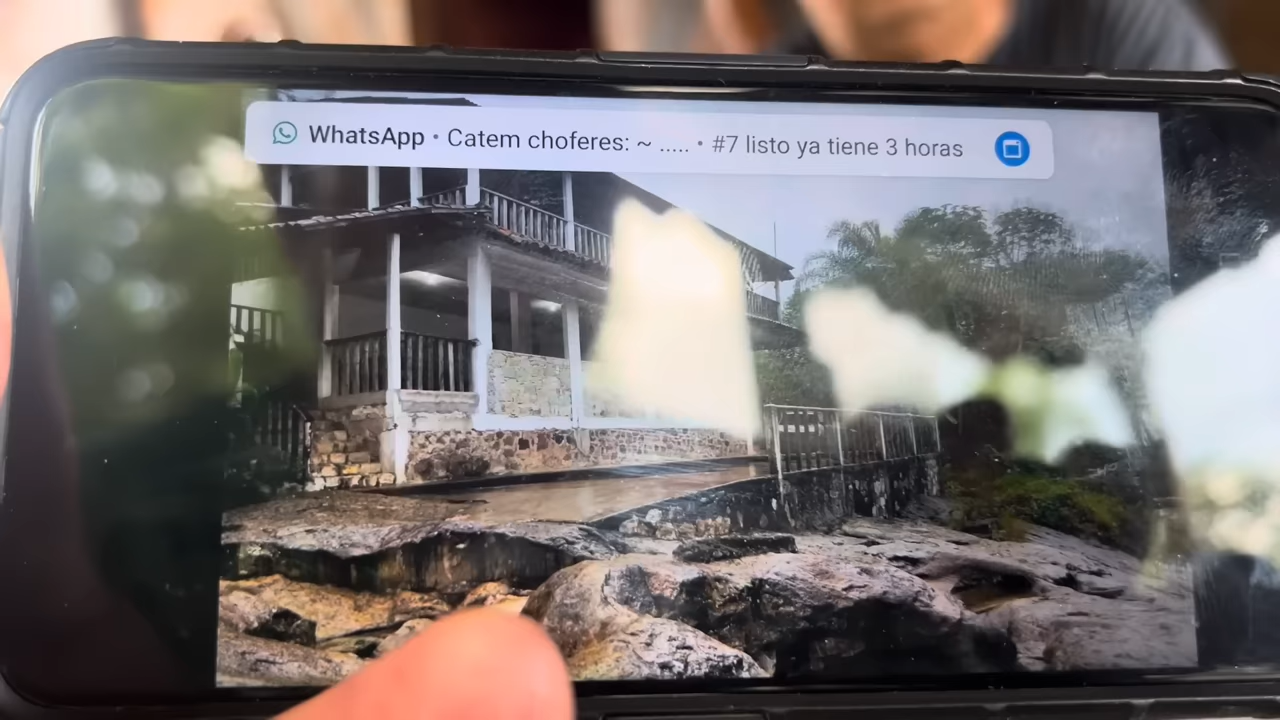 WhatsApp • Catem choferes: ~ ..... • #7 listo ya tiene 3 horas